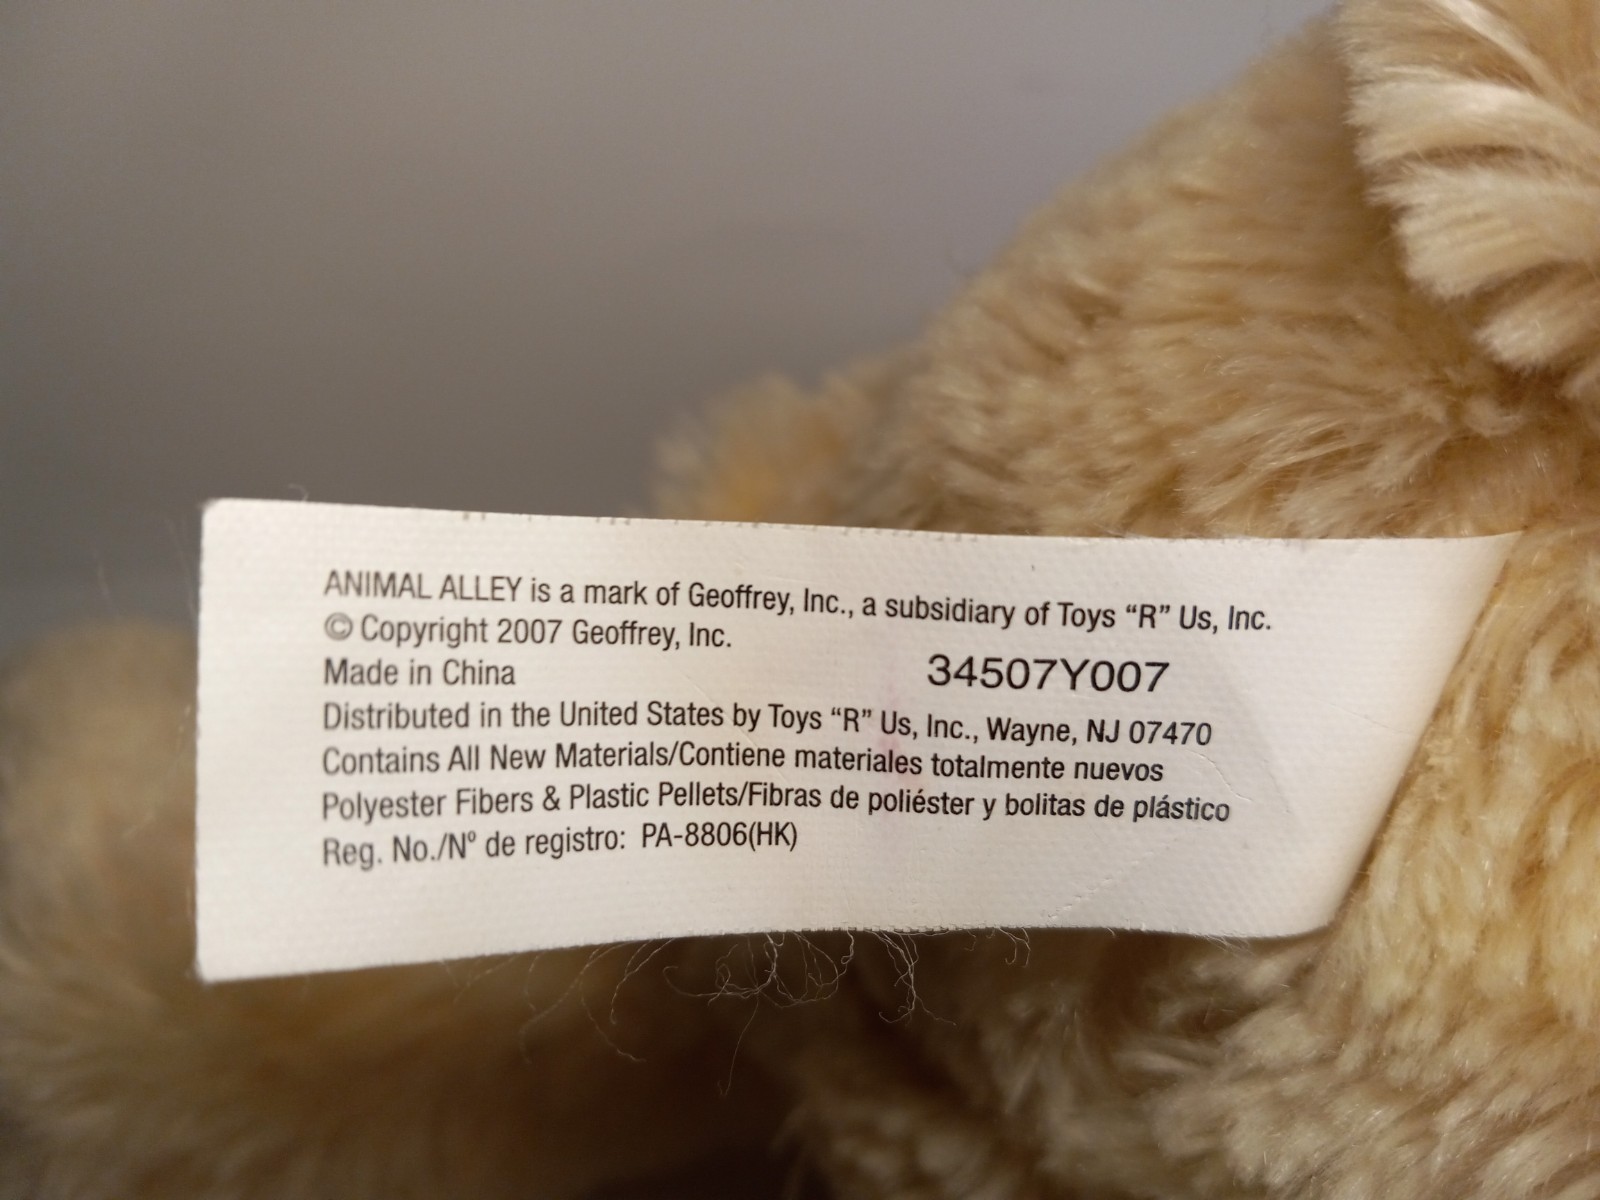 ANIMAL ALLEY is a mark of Geoffrey, Inc., a subsidiary of Toys “R” Us, Inc.
© Copyright 2007 Geoffrey, Inc.
Made in China 34507Y007
Distributed in the United States by Toys “R” Us, Inc., Wayne, NJ 07470
Contains All New Materials/Contiene materiales totalmente nuevos
Polyester Fibers & Plastic Pellets/Fibras de poliéster y bolitas de plástico
Reg. No./Nº de registro: PA-8806(HK)